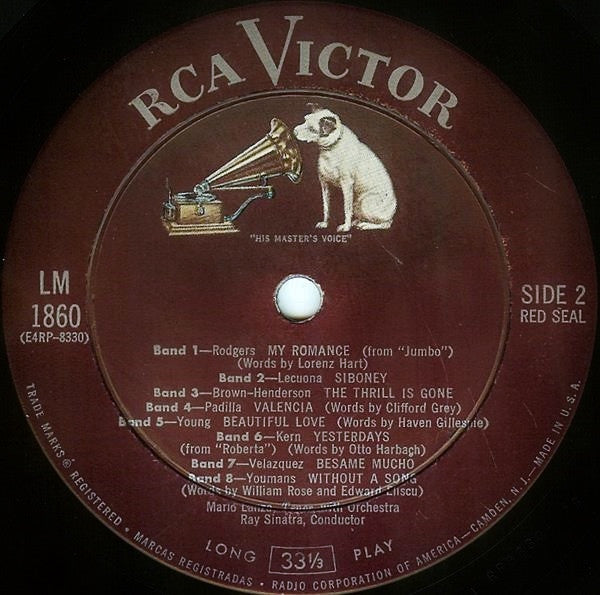 RCA VICTOR
"HIS MASTER'S VOICE"
LM
1860
(E4RP-8330)
SIDE 2
RED SEAL
Band 1—Rodgers MY ROMANCE (from "Jumbo")
(Words by Lorenz Hart)
Band 2—Lecuona SIBONEY
Band 3—Brown-Henderson THE THRILL IS GONE
Band 4—Padilla VALENCIA (Words by Clifford Grey)
Band 5—Young BEAUTIFUL LOVE (Words by Haven Gillespie)
Band 6—Kern YESTERDAYS
(from "Roberta") (Words by Otto Harbagh)
Band 7—Velazquez BESAME MUCHO
Band 8—Youmans WITHOUT A SONG
(Words by William Rose and Edward Eliscu)
Mario Lanza, Tenor with Orchestra
Ray Sinatra, Conductor
LONG 33⅓ PLAY
TRADE MARKS ® REGISTERED • MARCAS REGISTRADAS • RADIO CORPORATION OF AMERICA—CAMDEN, N.J.—MADE IN U.S.A.